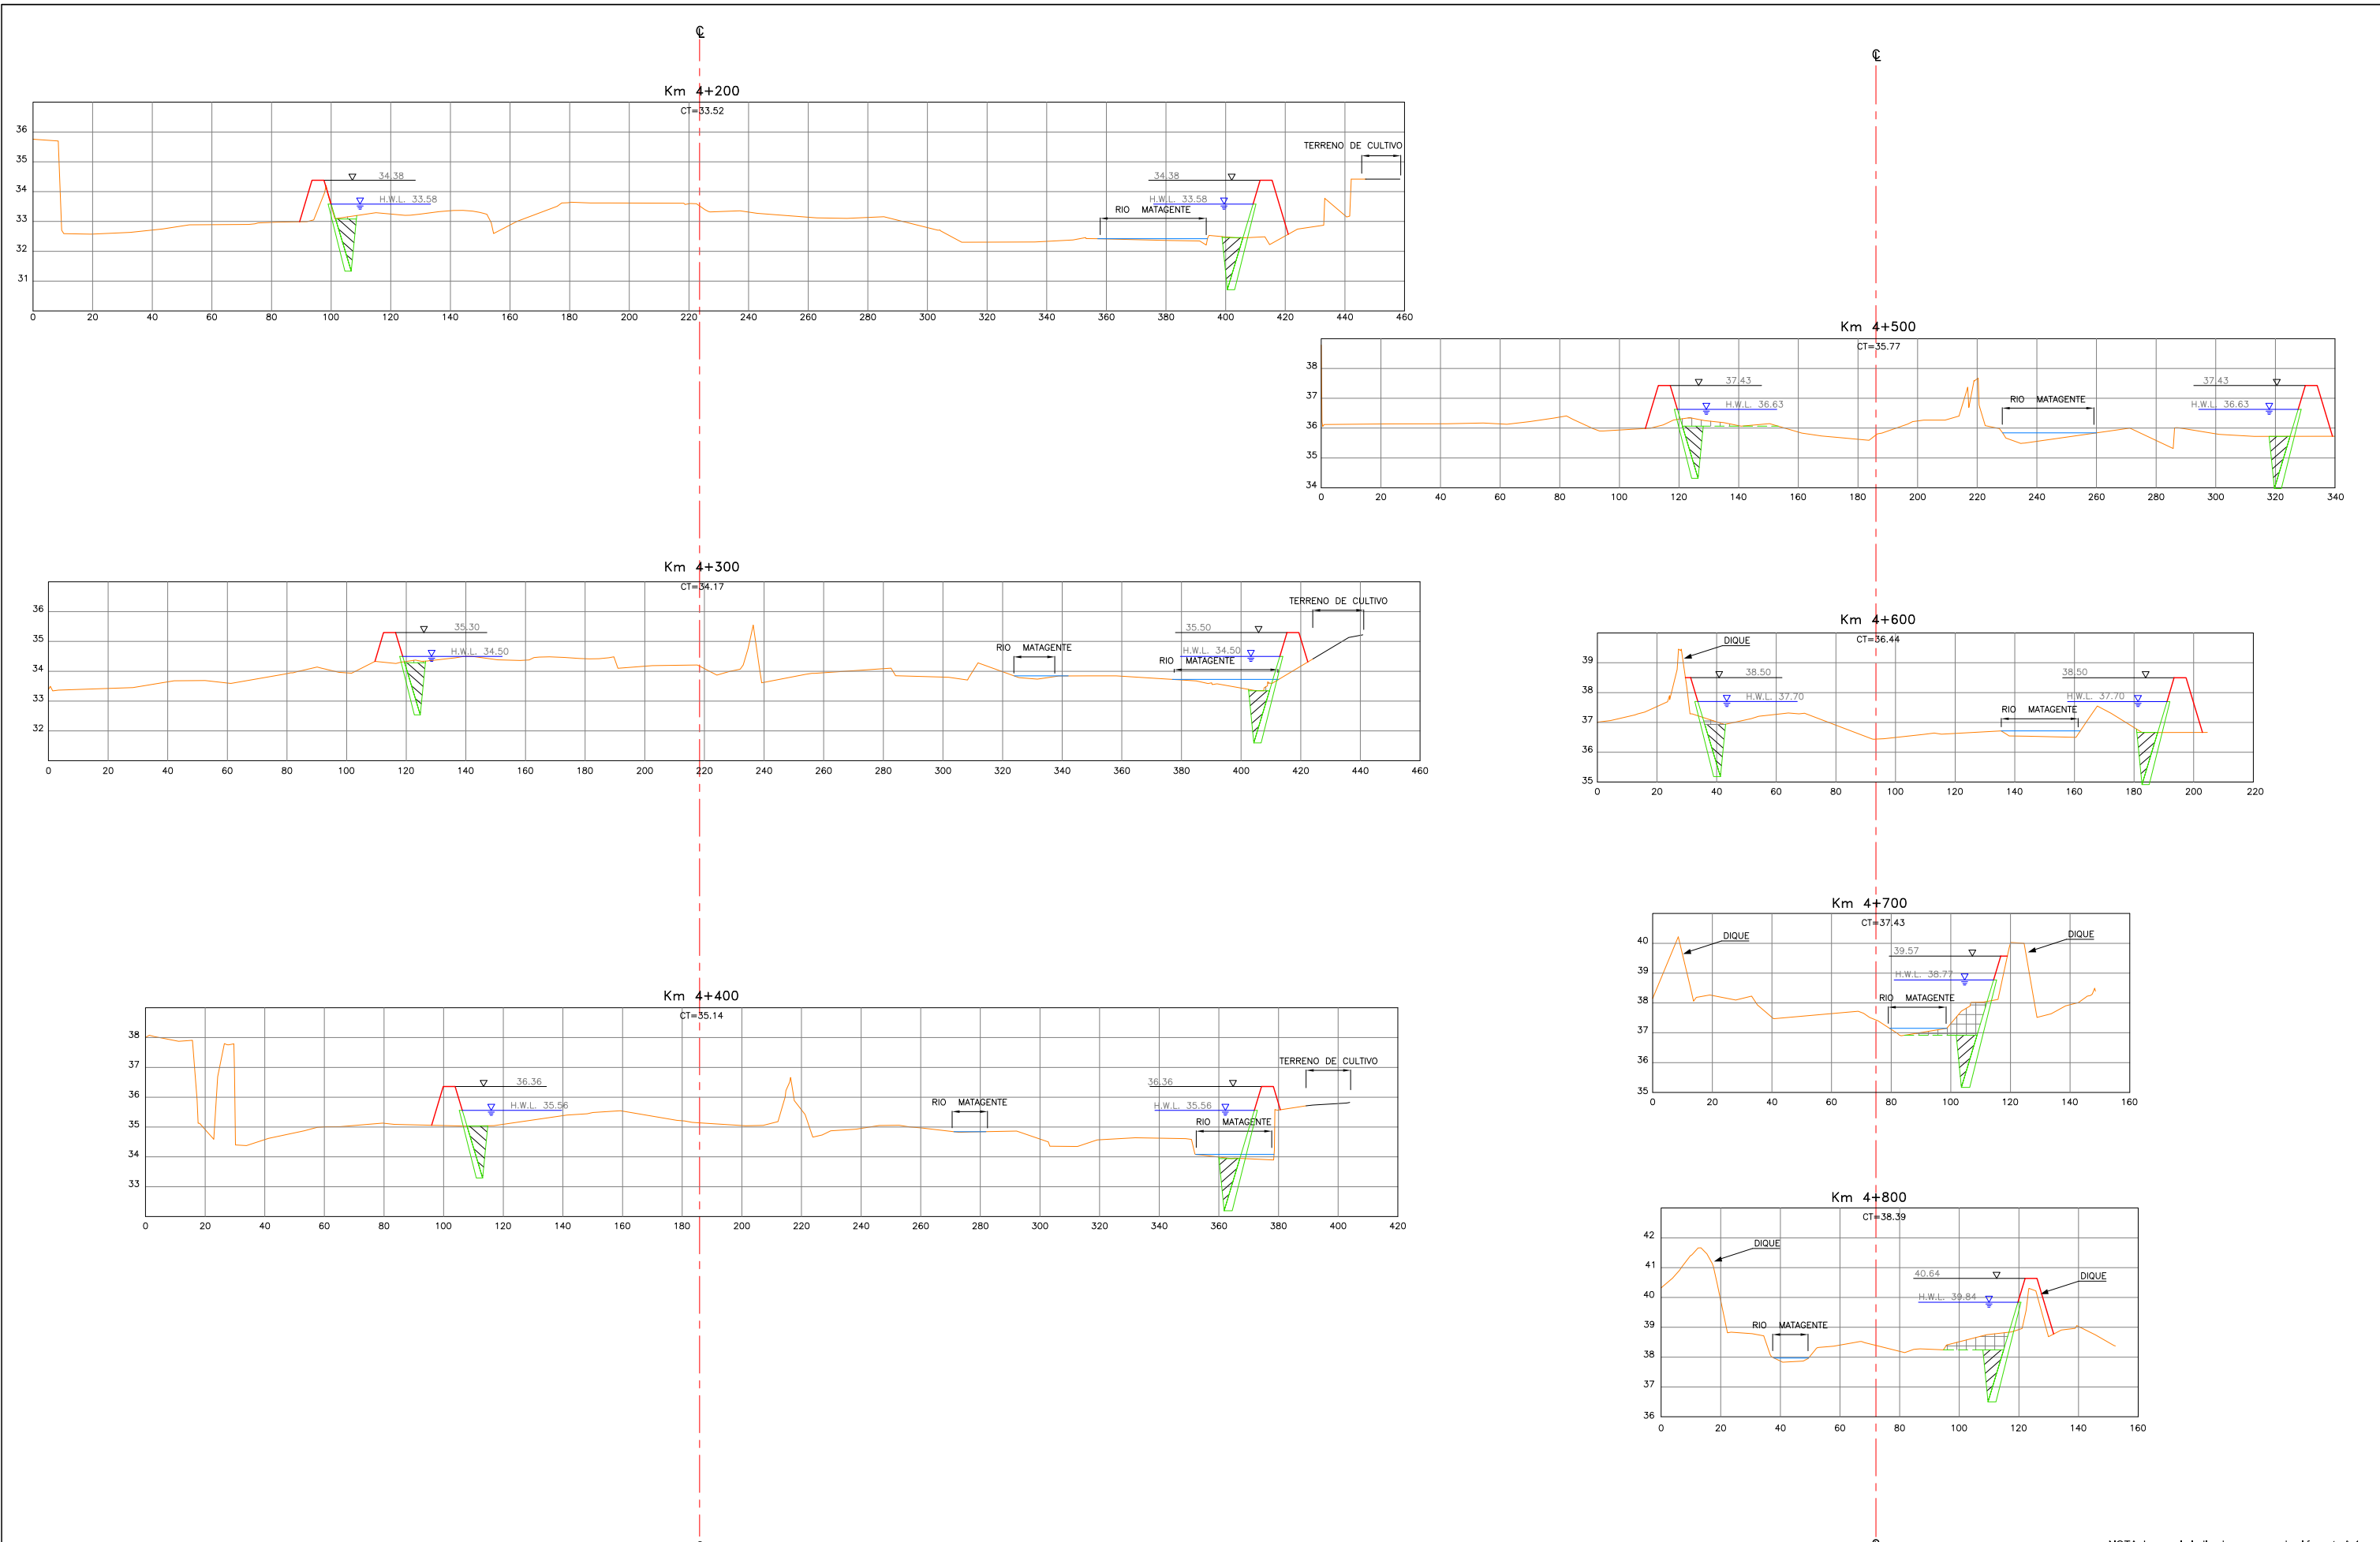 ℄
Km 4+200
CT=33.52
36
35
34
33
32
31
34.38
H.W.L. 33.58
34.38
H.W.L. 33.58
RIO MATAGENTE
TERRENO DE CULTIVO
0 20 40 60 80 100 120 140 160 180 200 220 240 260 280 300 320 340 360 380 400 420 440 460
Km 4+300
CT=34.17
36
35
34
33
32
35.30
H.W.L. 34.50
35.50
H.W.L. 34.50
RIO MATAGENTE
RIO MATAGENTE
TERRENO DE CULTIVO
0 20 40 60 80 100 120 140 160 180 200 220 240 260 280 300 320 340 360 380 400 420 440 460
Km 4+400
CT=35.14
38
37
36
35
34
33
36.36
H.W.L. 35.56
36.36
H.W.L. 35.56
RIO MATAGENTE
RIO MATAGENTE
TERRENO DE CULTIVO
0 20 40 60 80 100 120 140 160 180 200 220 240 260 280 300 320 340 360 380 400 420
℄
Km 4+500
CT=35.77
38
37
36
35
34
37.43
H.W.L. 36.63
RIO MATAGENTE
37.43
H.W.L. 36.63
0 20 40 60 80 100 120 140 160 180 200 220 240 260 280 300 320 340
Km 4+600
CT=36.44
39
38
37
36
35
DIQUE
38.50
H.W.L. 37.70
38.50
H.W.L. 37.70
RIO MATAGENTE
0 20 40 60 80 100 120 140 160 180 200 220
Km 4+700
CT=37.43
40
39
38
37
36
35
DIQUE
39.57
H.W.L. 38.77
RIO MATAGENTE
DIQUE
0 20 40 60 80 100 120 140 160
Km 4+800
CT=38.39
42
41
40
39
38
37
36
DIQUE
40.64
H.W.L. 39.84
RIO MATAGENTE
DIQUE
0 20 40 60 80 100 120 140 160